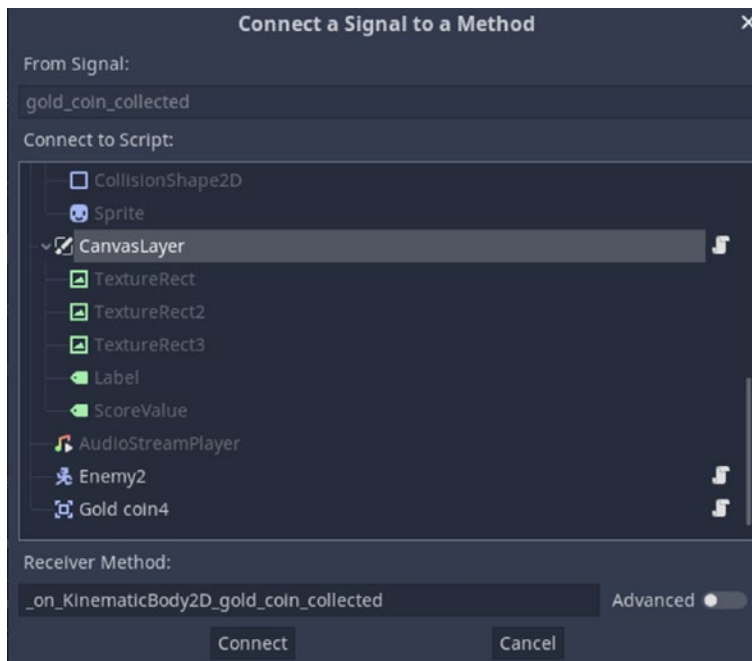 Connect a Signal to a Method
From Signal:
gold_coin_collected
Connect to Script:
CollisionShape2D
Sprite
CanvasLayer
TextureRect
TextureRect2
TextureRect3
Label
ScoreValue
AudioStreamPlayer
Enemy2
Gold coin4
Receiver Method:
_on_KinematicBody2D_gold_coin_collected Advanced
Connect Cancel